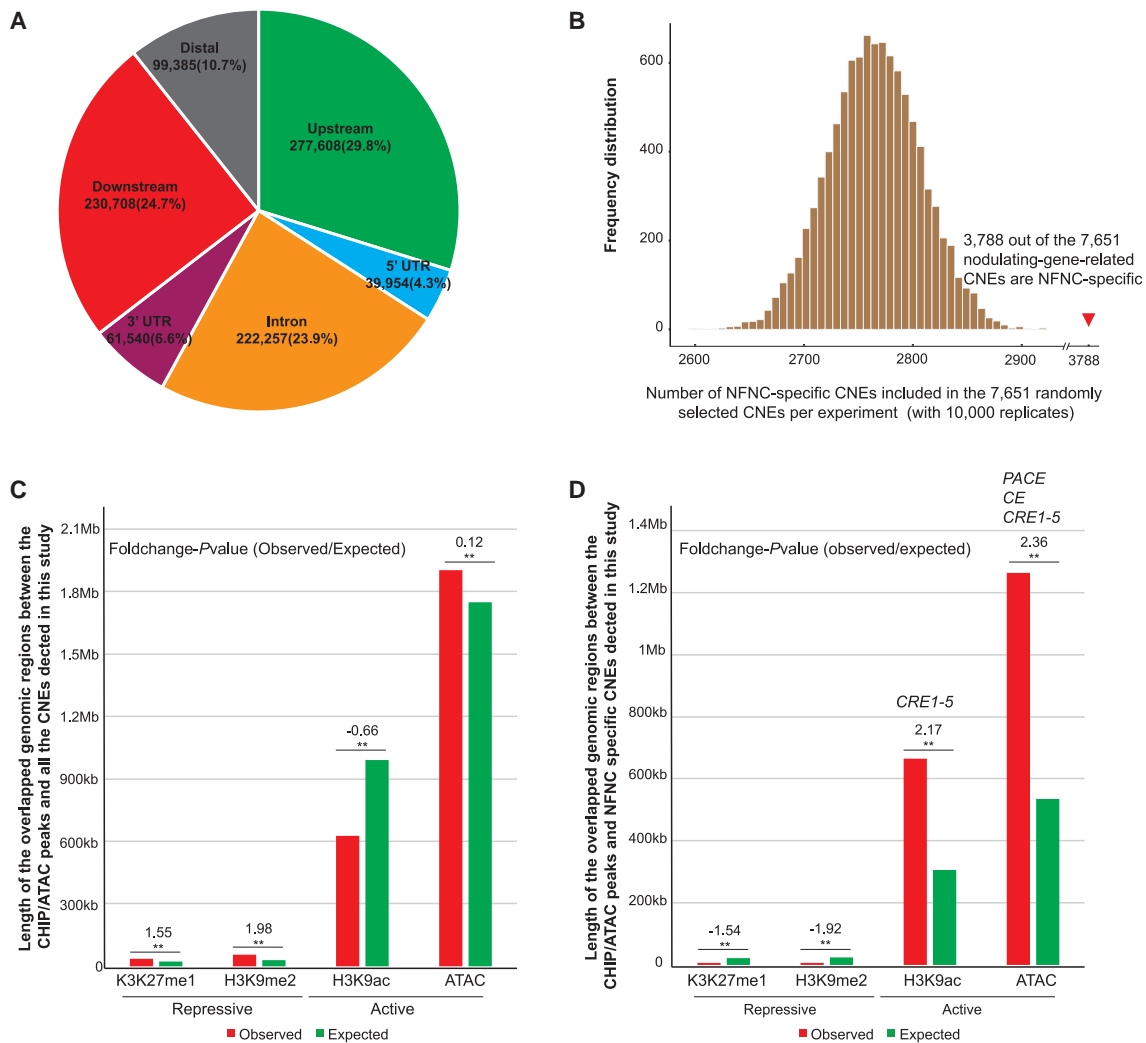 A
Distal
99,385(10.7%)
Upstream
277,608(29.8%)
Downstream
230,708(24.7%)
5' UTR
39,954(4.3%)
3' UTR
61,540(6.6%)
Intron
222,257(23.9%)
B
Frequency distribution
600
400
200
0
3,788 out of the 7,651
nodulating-gene-related
CNEs are NFNC-specific
2600
2700
2800
2900
3788
Number of NFNC-specific CNEs included in the 7,651 randomly
selected CNEs per experiment (with 10,000 replicates)
C
Length of the overlapped genomic regions between the
CHIP/ATAC peaks and all the CNEs dected in this study
2.1Mb
1.8Mb
1.5Mb
1.2Mb
900kb
600kb
300kb
0
Foldchange-Pvalue (Observed/Expected)
1.55
**
1.98
**
-0.66
**
0.12
**
K3K27me1
H3K9me2
H3K9ac
ATAC
Repressive
Active
Observed
Expected
D
Length of the overlapped genomic regions between the
CHIP/ATAC peaks and NFNC specific CNEs dected in this study
1.4Mb
1.2Mb
1Mb
800kb
600kb
400kb
200kb
0
Foldchange-Pvalue (observed/expected)
-1.54
**
-1.92
**
CRE1-5
2.17
**
PACE
CE
CRE1-5
2.36
**
K3K27me1
H3K9me2
H3K9ac
ATAC
Repressive
Active
Observed
Expected